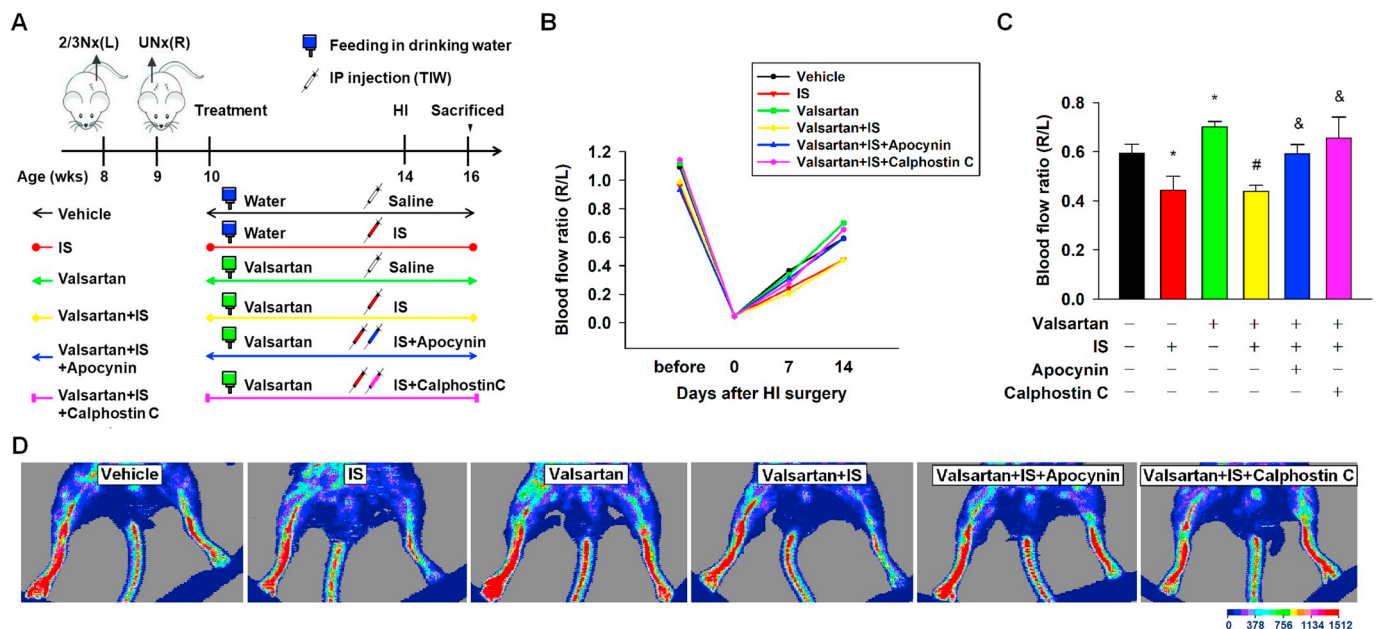 A
2/3Nx(L) UNx(R)
Feeding in drinking water
IP injection (TIW)
Treatment HI Sacrificed
Age (wks) 8 9 10 14 16
Vehicle Water Saline
IS Water IS
Valsartan Valsartan Saline
Valsartan+IS Valsartan IS
Valsartan+IS
+Apocynin Valsartan IS+Apocynin
Valsartan+IS
+Calphostin C Valsartan IS+CalphostinC
B
Vehicle
IS
Valsartan
Valsartan+IS
Valsartan+IS+Apocynin
Valsartan+IS+Calphostin C
Blood flow ratio (R/L)
1.2
1.0
0.8
0.6
0.4
0.2
0.0
before 0 7 14
Days after HI surgery
C
Blood flow ratio (R/L)
0.8
0.6
0.4
0.2
0.0
* * # & &
Valsartan − − + + + +
IS − + − + + +
Apocynin − − − − + −
Calphostin C − − − − − +
D
Vehicle IS Valsartan Valsartan+IS Valsartan+IS+Apocynin Valsartan+IS+Calphostin C
0 378 756 1134 1512